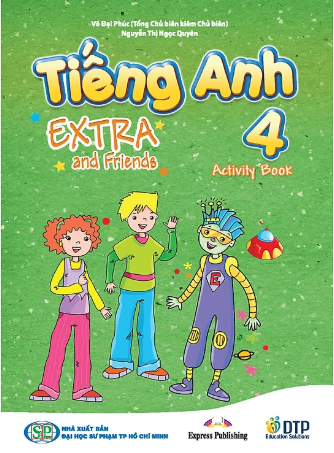 Võ Đại Phúc (Tổng Chủ biên kiêm Chủ biên)
Nguyễn Thị Ngọc Quyên
Tiếng Anh
EXTRA
and Friends
4
Activity Book
E
NHÀ XUẤT BẢN
ĐẠI HỌC SƯ PHẠM TP HỒ CHÍ MINH
Express Publishing
DTP
Education Solutions